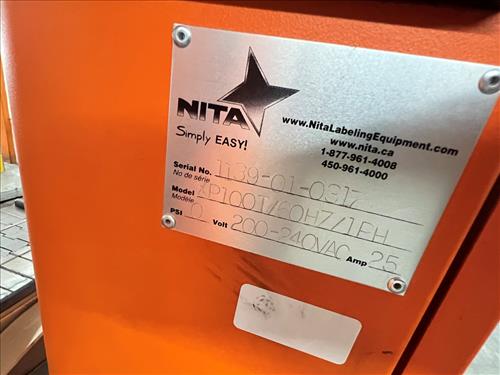 NITA
Simply EASY!
www.NitaLabelingEquipment.com
www.nita.ca
1-877-961-4008
450-961-4000
Serial No. 1139-01-0317
No de série
Model XP100T/60HZ/1PH
Modèle
PSI 0 Volt 200-240VAC Amp 25